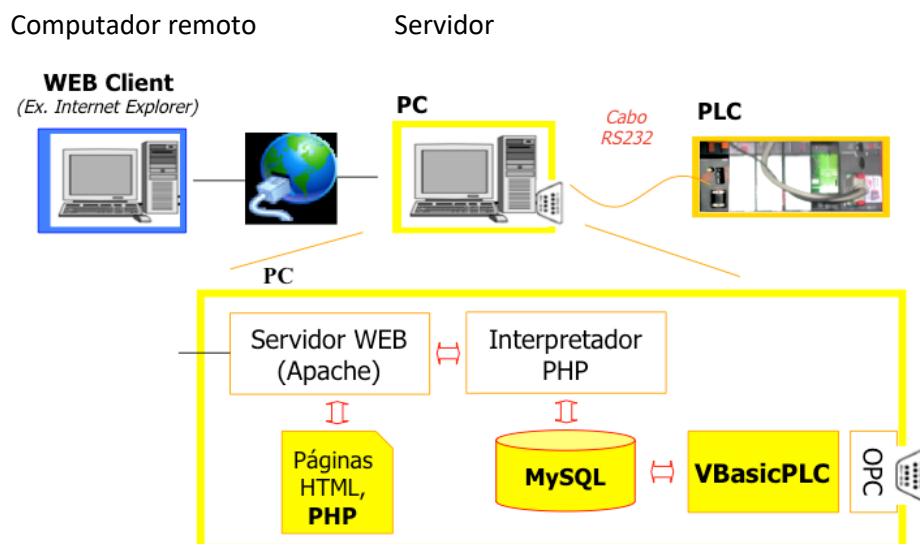 Computador remoto
Servidor
WEB Client
(Ex. Internet Explorer)
PC
Cabo
RS232
PLC
PC
Servidor WEB
(Apache)
Interpretador
PHP
Páginas
HTML,
PHP
MySQL
VBasicPLC
OPC